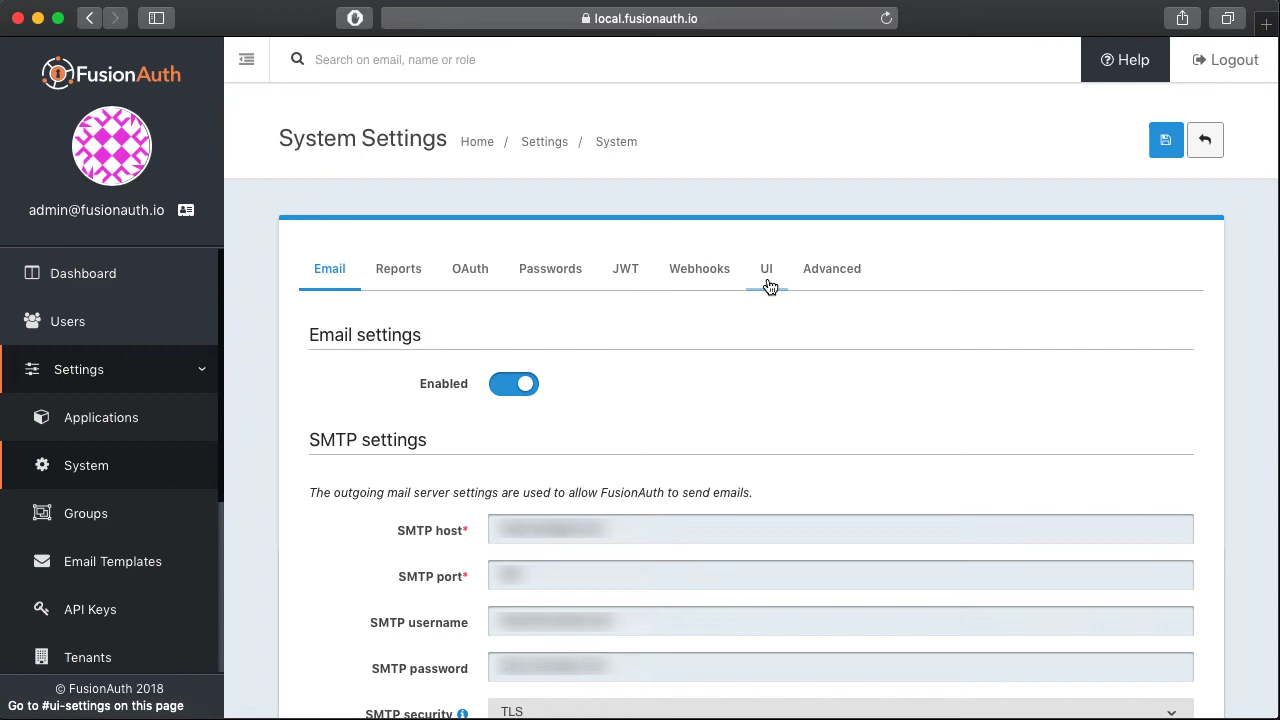 local.fusionauth.io
FusionAuth
Search on email, name or role
Help
Logout
admin@fusionauth.io
System Settings
Home / Settings / System
Dashboard
Users
Settings
Applications
System
Groups
Email Templates
API Keys
Tenants
© FusionAuth 2018
Go to #ui-settings on this page
Email Reports OAuth Passwords JWT Webhooks UI Advanced
Email settings
Enabled
SMTP settings
The outgoing mail server settings are used to allow FusionAuth to send emails.
SMTP host*
SMTP port*
SMTP username
SMTP password
SMTP security TLS